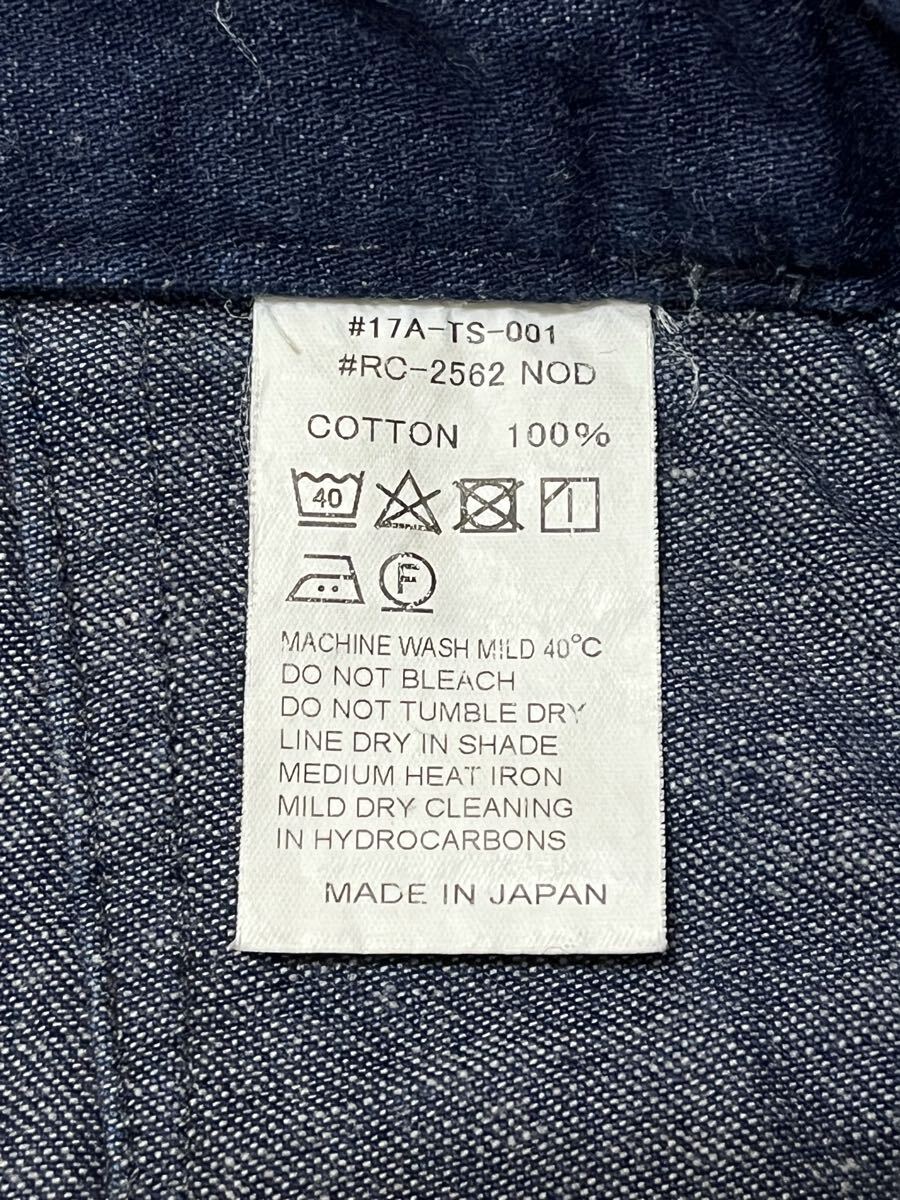 #17A-TS-001
#RC-2562 NOD
COTTON 100%
40
F
MACHINE WASH MILD 40°C
DO NOT BLEACH
DO NOT TUMBLE DRY
LINE DRY IN SHADE
MEDIUM HEAT IRON
MILD DRY CLEANING
IN HYDROCARBONS
MADE IN JAPAN